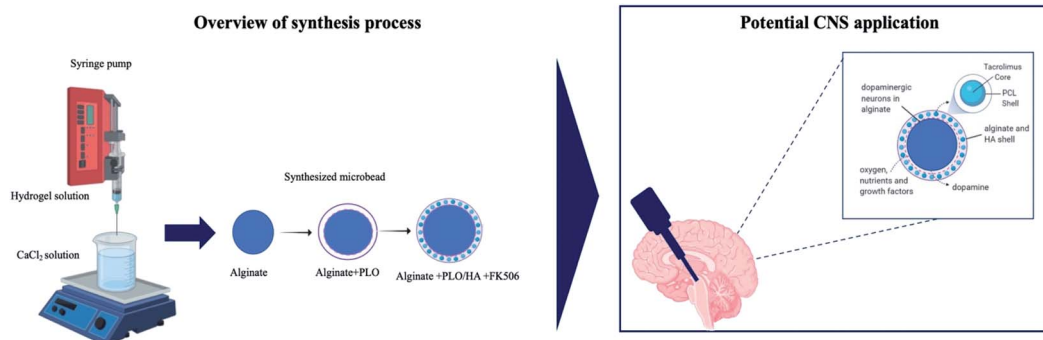 Overview of synthesis process
Syringe pump
Hydrogel solution
CaCl₂ solution
Synthesized microbead
Alginate
Alginate+PLO
Alginate +PLO/HA +FK506
Potential CNS application
Tacrolimus
Core
PCL
Shell
dopaminergic
neurons in
alginate
alginate and
HA shell
oxygen,
nutrients and
growth factors
dopamine